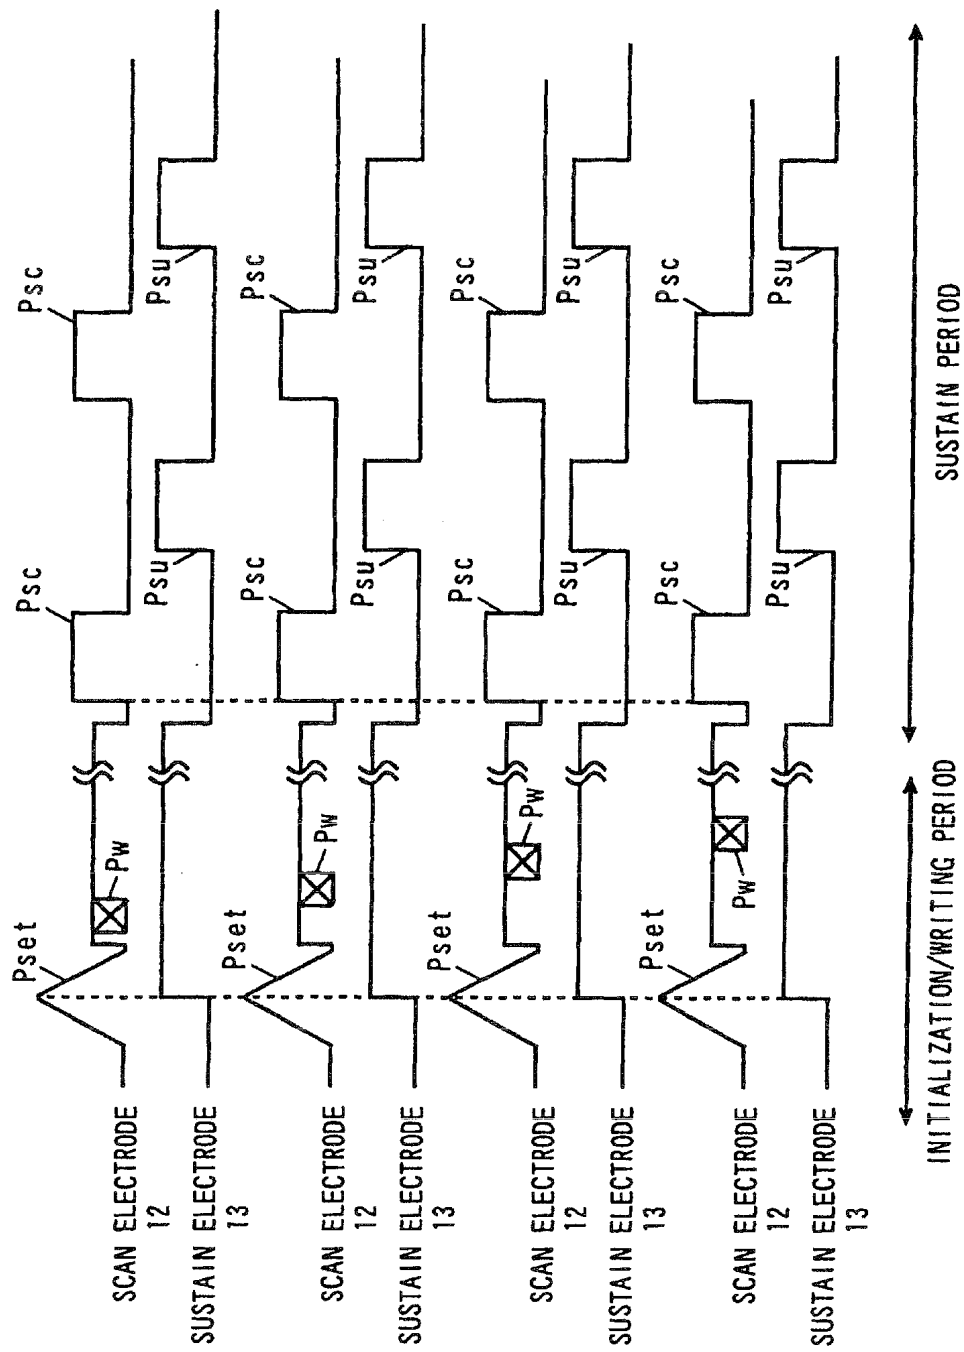 Psc
Psc
Pset
Pw
SCAN ELECTRODE
12
Psu
Psu
SUSTAIN ELECTRODE
13
Psc
Psc
Pset
Pw
SCAN ELECTRODE
12
Psu
Psu
SUSTAIN ELECTRODE
13
Psc
Psc
Pset
Pw
SCAN ELECTRODE
12
Psu
Psu
SUSTAIN ELECTRODE
13
Psc
Psc
Pset
Pw
SCAN ELECTRODE
12
Psu
Psu
SUSTAIN ELECTRODE
13
INITIALIZATION/WRITING PERIOD
SUSTAIN PERIOD